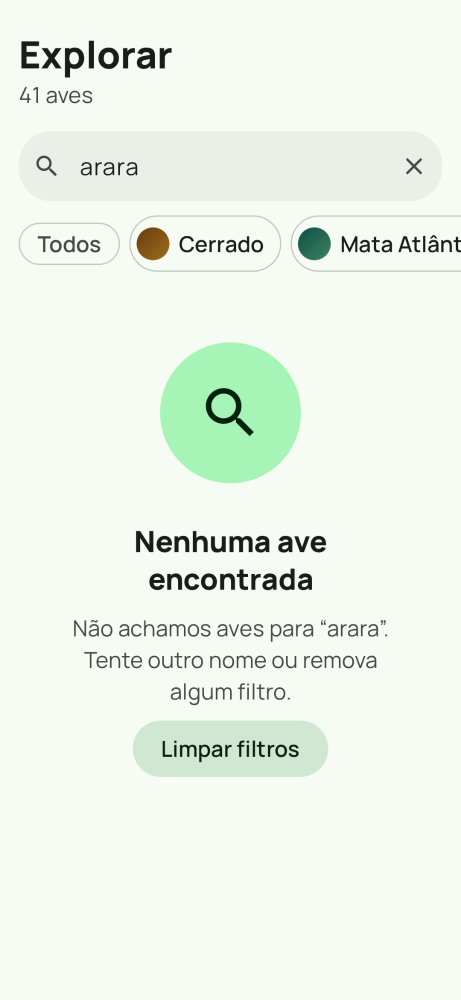 Explorar
41 aves
arara
Todos
Cerrado
Mata Atlânt
Nenhuma ave
encontrada
Não achamos aves para “arara”.
Tente outro nome ou remova
algum filtro.
Limpar filtros